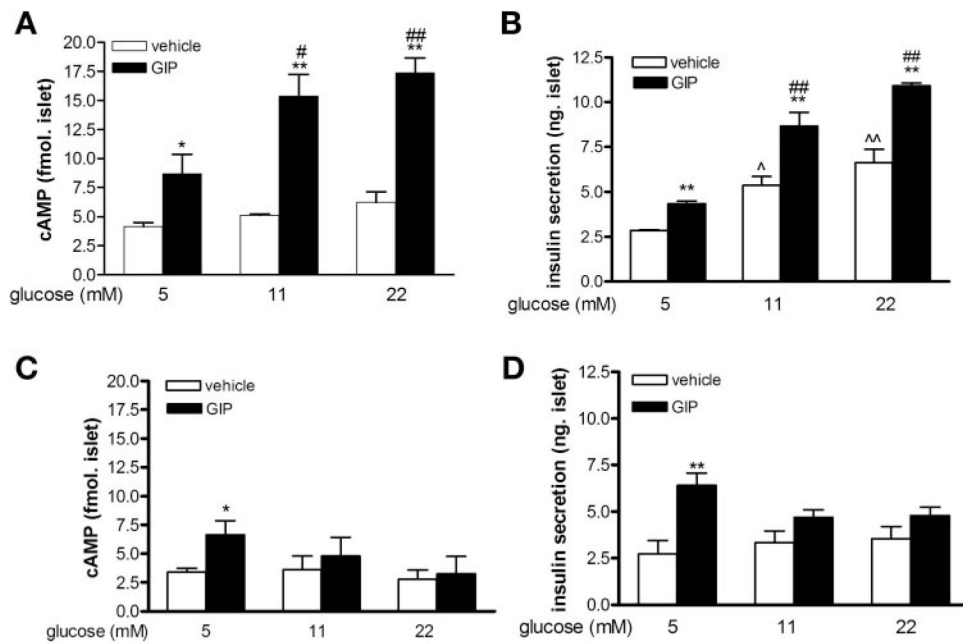 A
cAMP (fmol. islet)
20.0
17.5
15.0
12.5
10.0
7.5
5.0
2.5
0.0
vehicle
GIP
*
#
**
##
**
glucose (mM)
5
11
22
B
insulin secretion (ng. islet)
12.5
10.0
7.5
5.0
2.5
0.0
vehicle
GIP
**
^
##
**
^^
##
**
glucose (mM)
5
11
22
C
cAMP (fmol. islet)
20.0
17.5
15.0
12.5
10.0
7.5
5.0
2.5
0.0
vehicle
GIP
*
glucose (mM)
5
11
22
D
insulin secretion (ng. islet)
12.5
10.0
7.5
5.0
2.5
0.0
vehicle
GIP
**
glucose (mM)
5
11
22